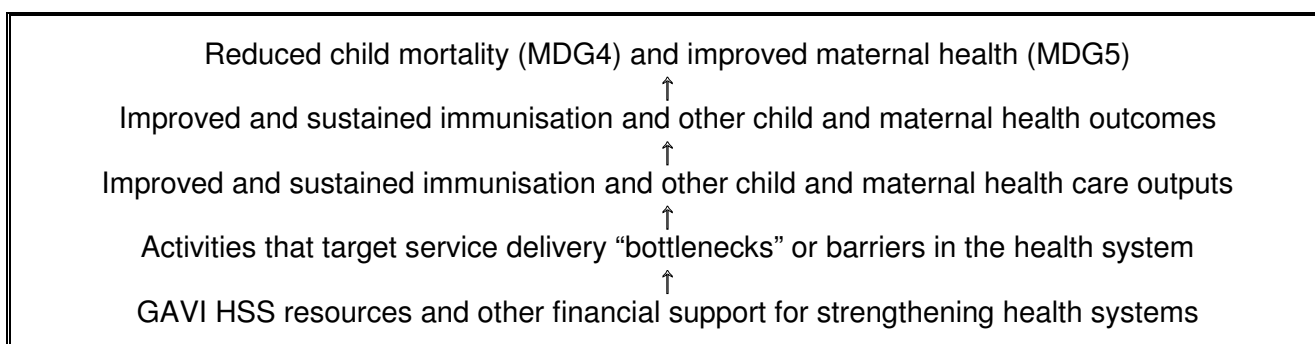 Reduced child mortality (MDG4) and improved maternal health (MDG5)
↑
Improved and sustained immunisation and other child and maternal health outcomes
↑
Improved and sustained immunisation and other child and maternal health care outputs
↑
Activities that target service delivery “bottlenecks” or barriers in the health system
↑
GAVI HSS resources and other financial support for strengthening health systems